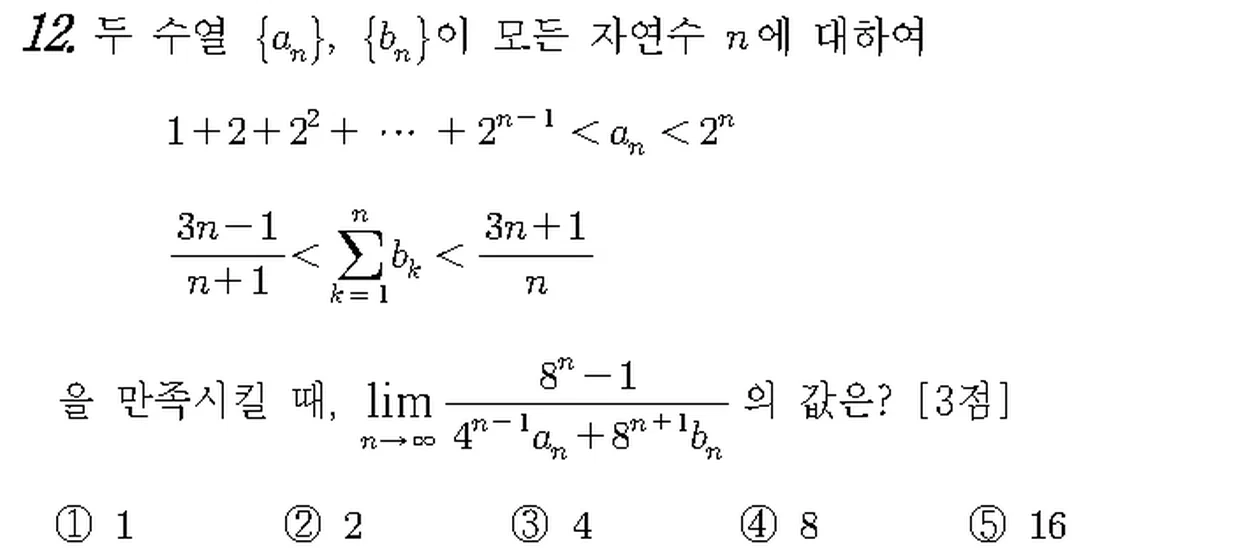 12. 두 수열 {aₙ}, {bₙ}이 모든 자연수 n에 대하여
1+2+2²+ ⋯ +2ⁿ⁻¹ < aₙ < 2ⁿ
(3n-1)/(n+1) < ∑_{k=1}^{n} bₖ < (3n+1)/n
을 만족시킬 때, lim_{n→∞} (8ⁿ-1)/(4ⁿ⁻¹aₙ+8ⁿ⁺¹bₙ) 의 값은? [3점]
① 1 ② 2 ③ 4 ④ 8 ⑤ 16